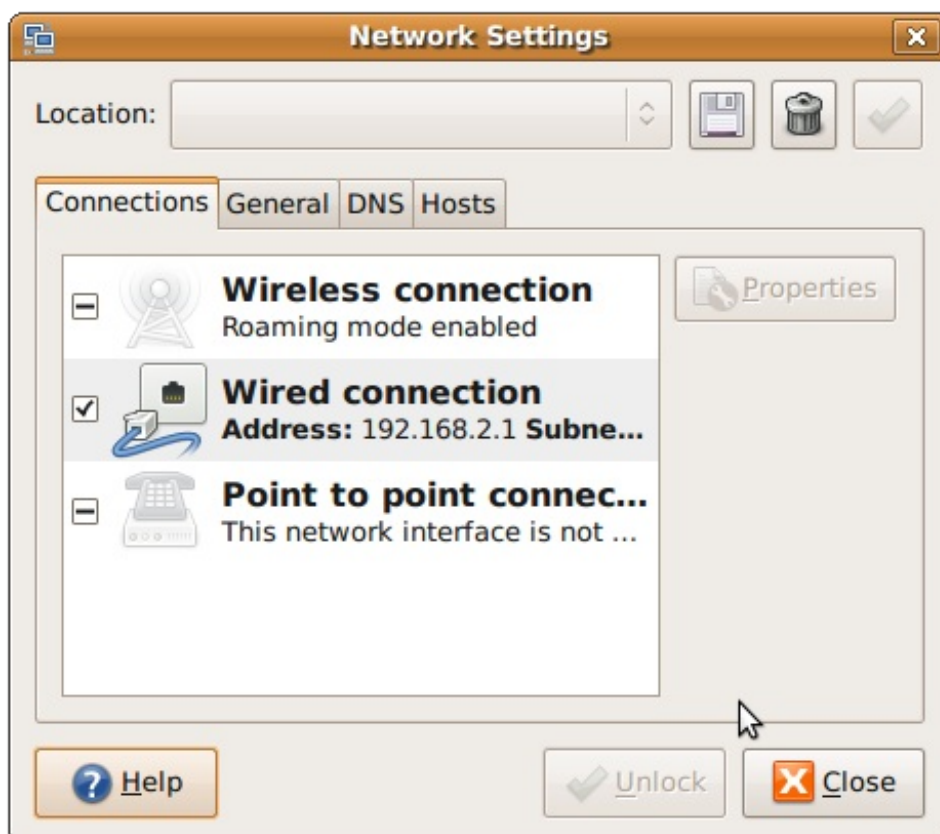 Network Settings
Location:
Connections General DNS Hosts
Wireless connection
Roaming mode enabled
Properties
Wired connection
Address: 192.168.2.1 Subne...
Point to point connec...
This network interface is not ...
Help
Unlock
Close